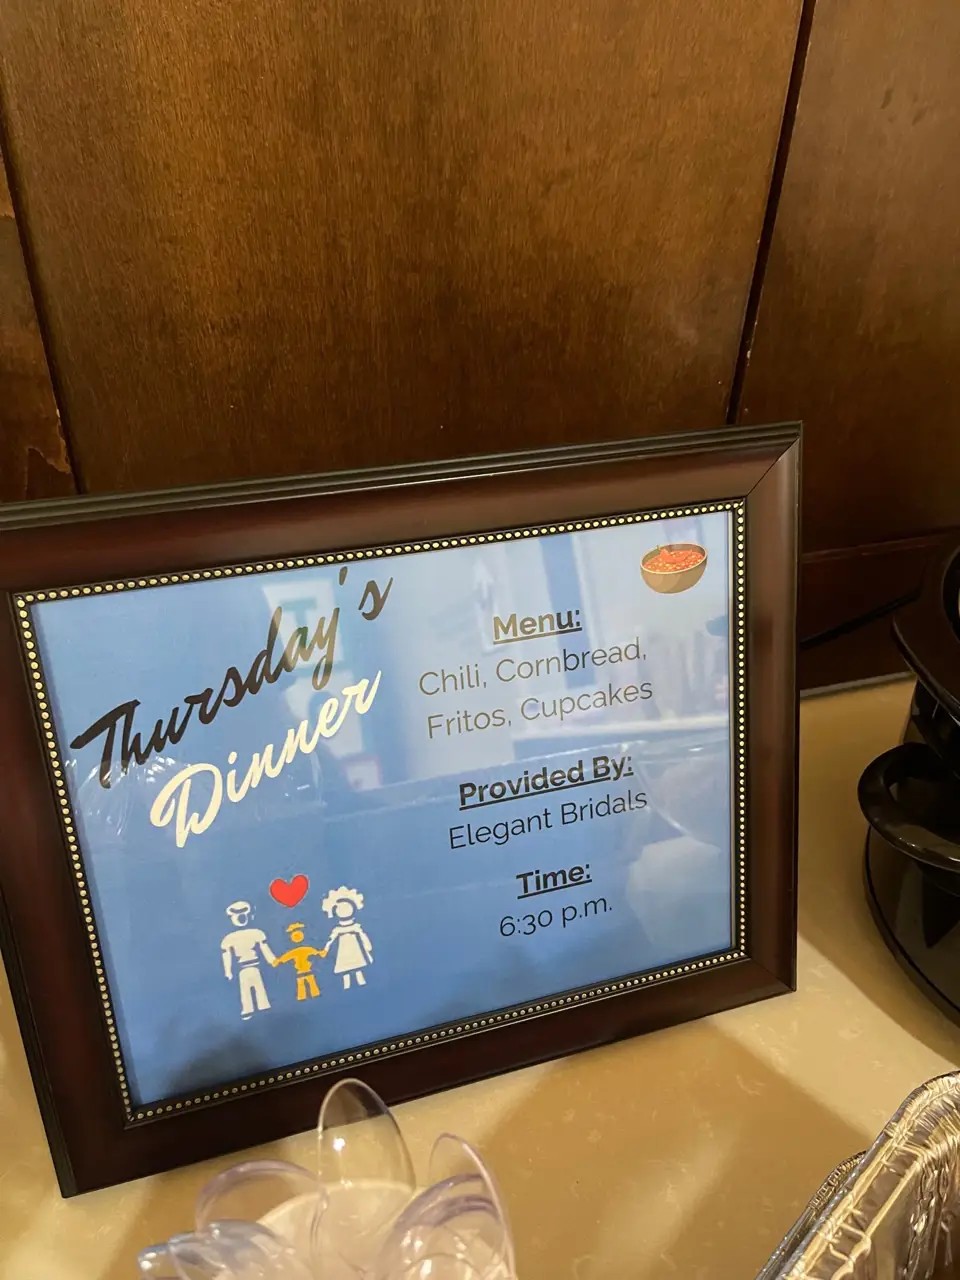 Thursday's
Dinner
Menu:
Chili, Cornbread,
Fritos, Cupcakes
Provided By:
Elegant Bridals
Time:
6:30 p.m.